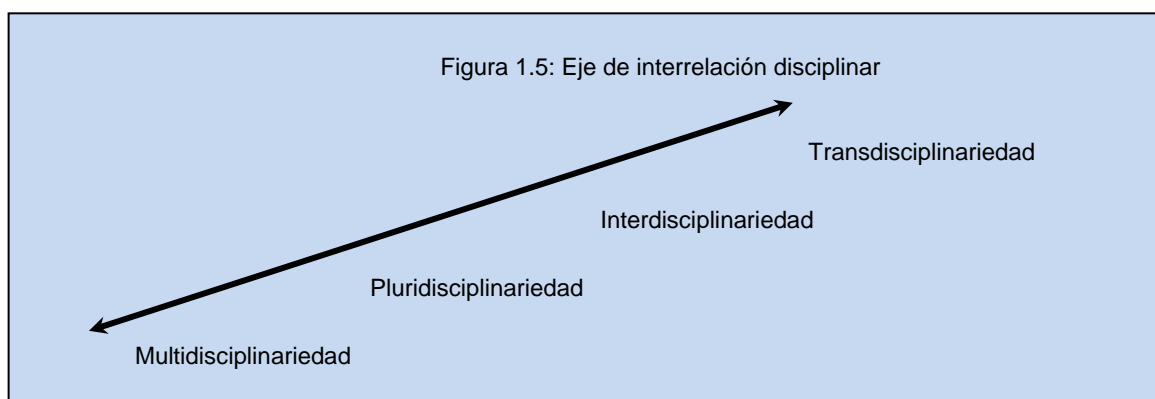 Figura 1.5: Eje de interrelación disciplinar
Transdisciplinariedad
Interdisciplinariedad
Pluridisciplinariedad
Multidisciplinariedad